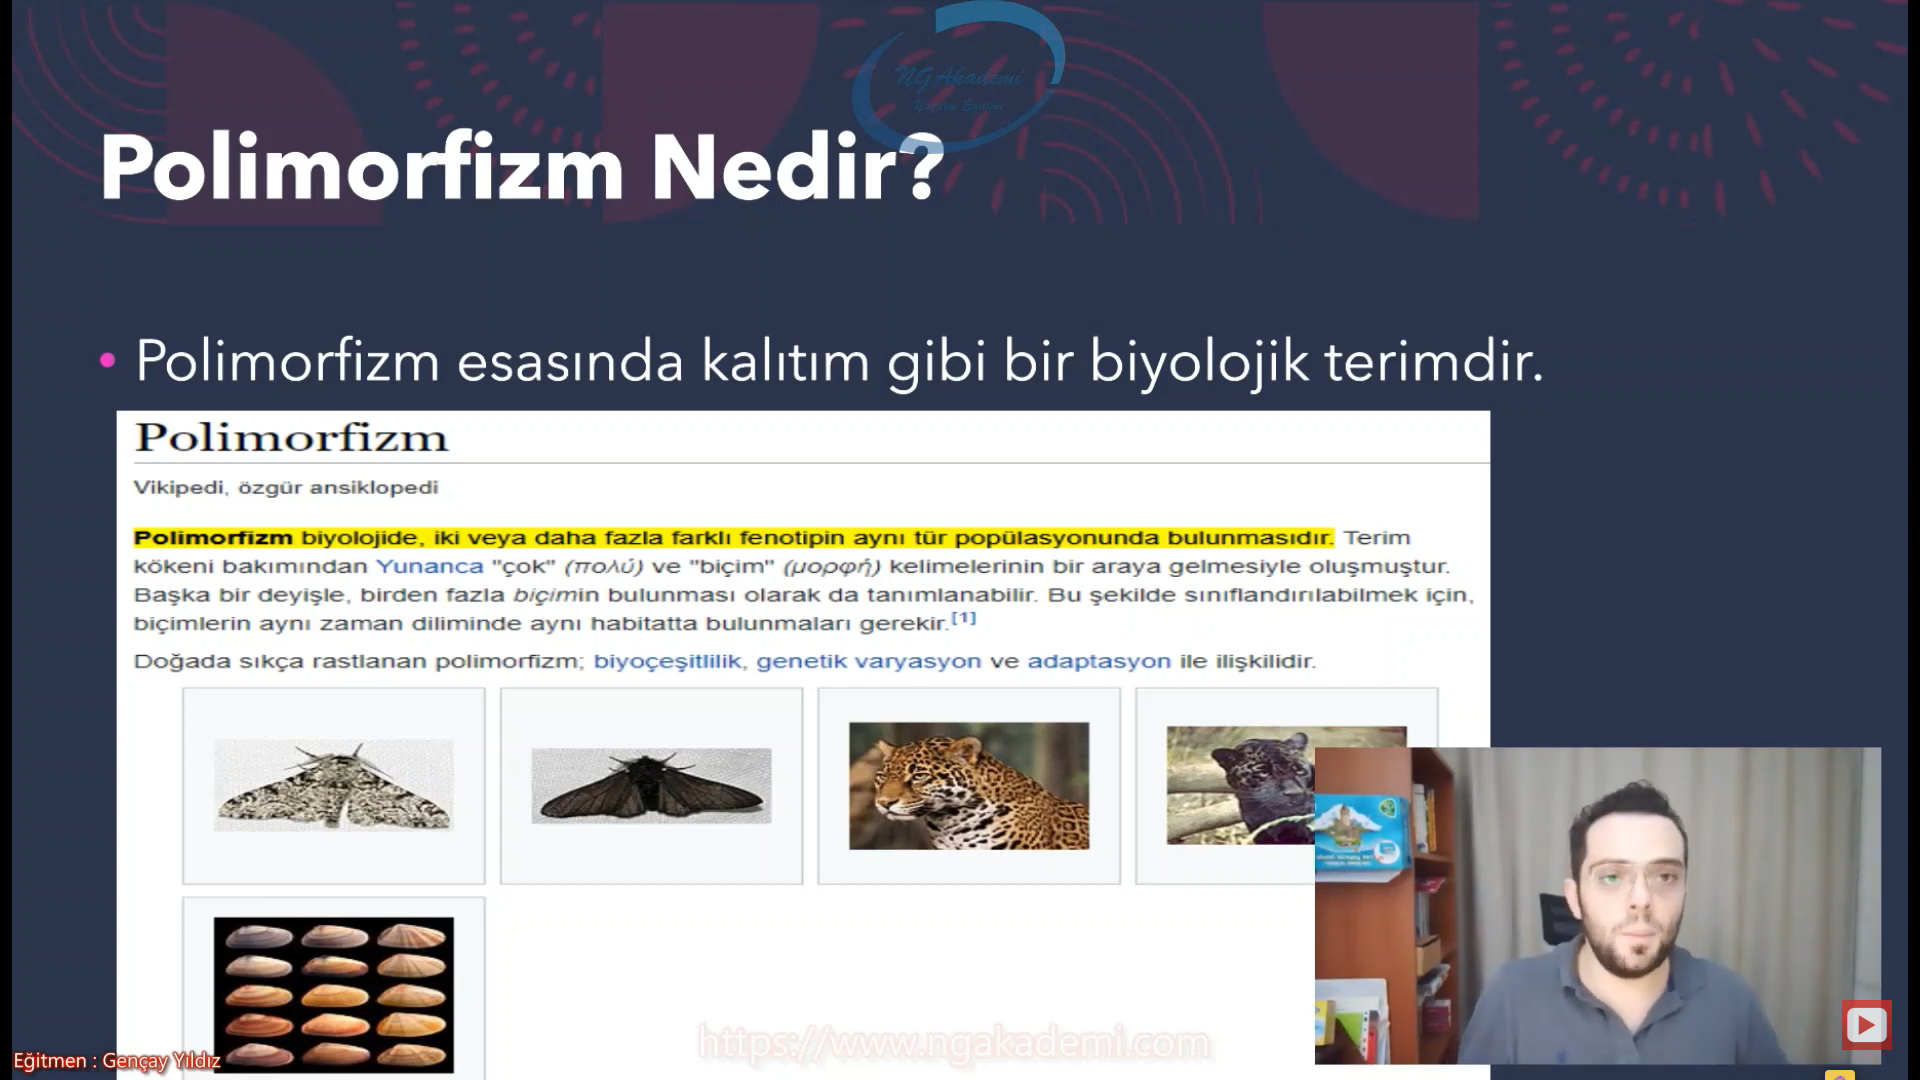 NGAkademi
Yazılım Eğitimi
Polimorfizm Nedir?
• Polimorfizm esasında kalıtım gibi bir biyolojik terimdir.
Polimorfizm
Vikipedi, özgür ansiklopedi
Polimorfizm biyolojide, iki veya daha fazla farklı fenotipin aynı tür popülasyonunda bulunmasıdır. Terim
kökeni bakımından Yunanca "çok" (πολύ) ve "biçim" (μορφή) kelimelerinin bir araya gelmesiyle oluşmuştur.
Başka bir deyişle, birden fazla biçimin bulunması olarak da tanımlanabilir. Bu şekilde sınıflandırılabilmek için,
biçimlerin aynı zaman diliminde aynı habitatta bulunmaları gerekir.[1]
Doğada sıkça rastlanan polimorfizm; biyoçeşitlilik, genetik varyasyon ve adaptasyon ile ilişkilidir.
https://www.ngakademi.com
Eğitmen : Gençay Yıldız